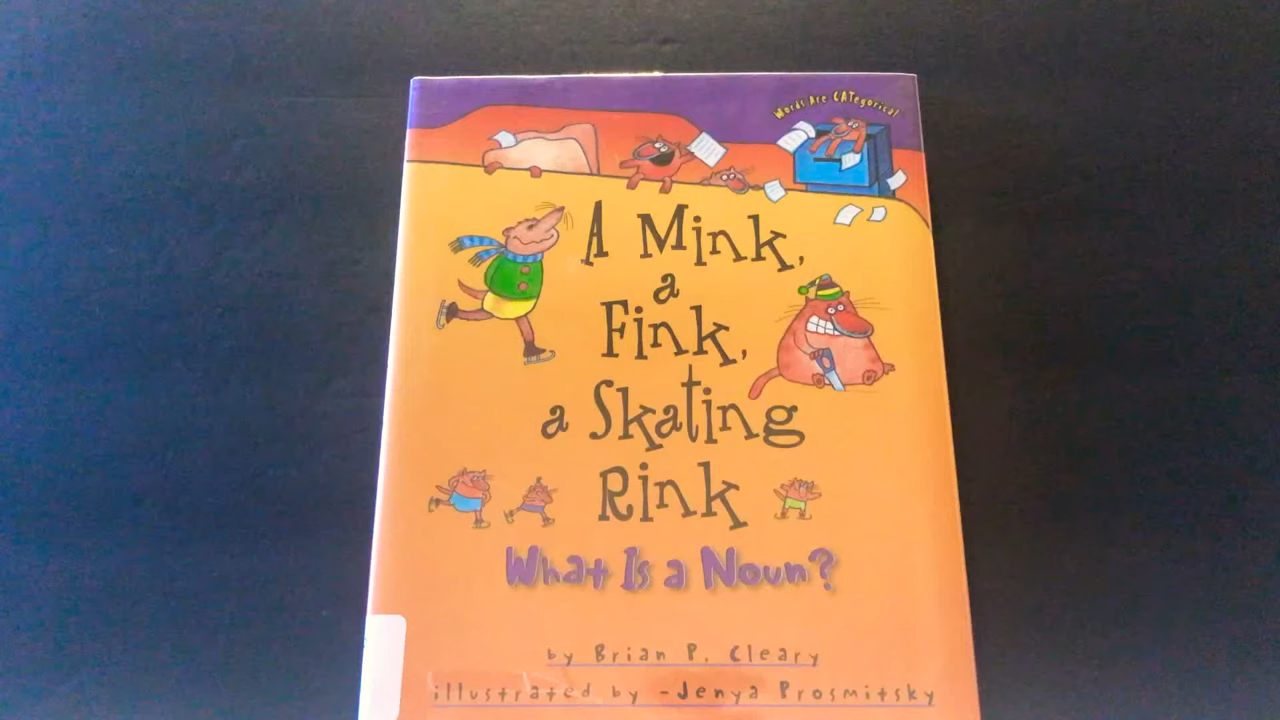 Words Are CATegorical
A Mink,
a
Fink,
a Skating
Rink
What Is a Noun?
by Brian P. Cleary
illustrated by -Jenya Prosmitsky